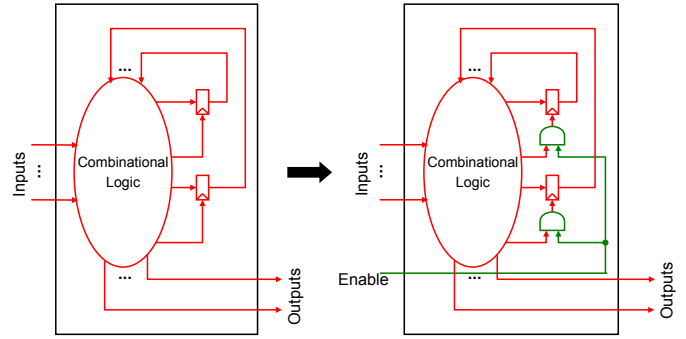 ...
...
Inputs
...
Combinational
Logic
...
Outputs
Inputs
...
Combinational
Logic
Enable
...
Outputs